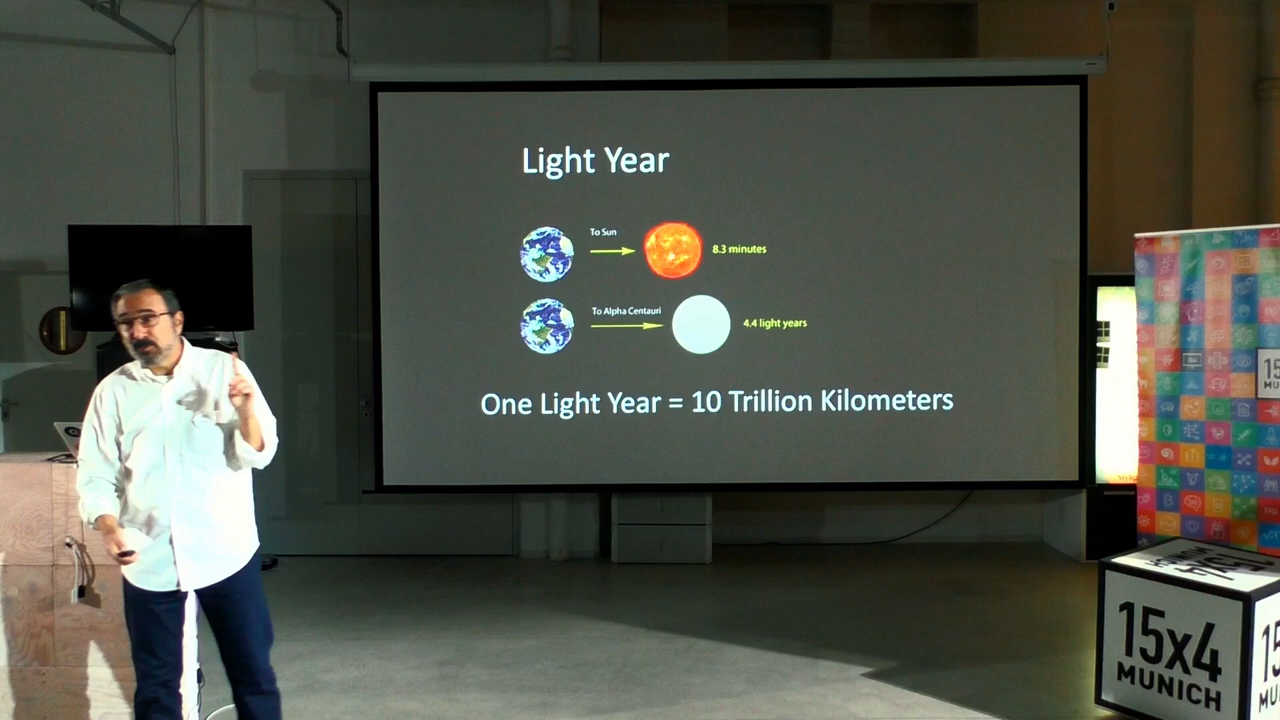 Light Year
To Sun
8.3 minutes
To Alpha Centauri
4.4 light years
One Light Year = 10 Trillion Kilometers
15x4
MUNICH